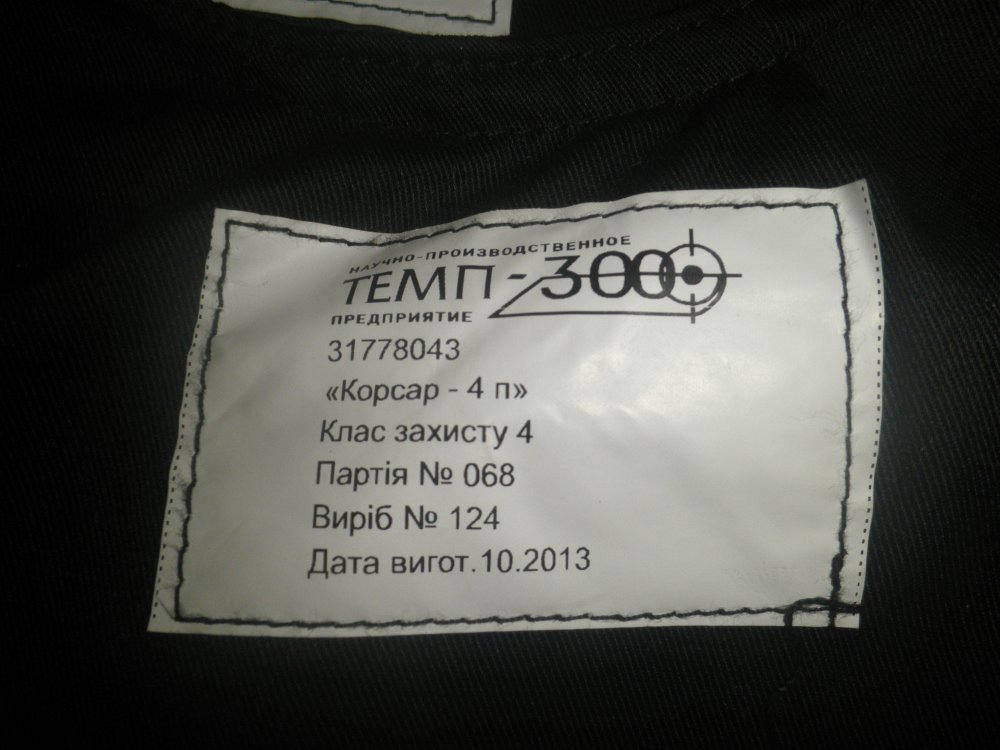 НАУЧНО-ПРОИЗВОДСТВЕННОЕ
ТЕМП-3000
ПРЕДПРИЯТИЕ
31778043
«Корсар - 4 п»
Клас захисту 4
Партія № 068
Виріб № 124
Дата вигот.10.2013